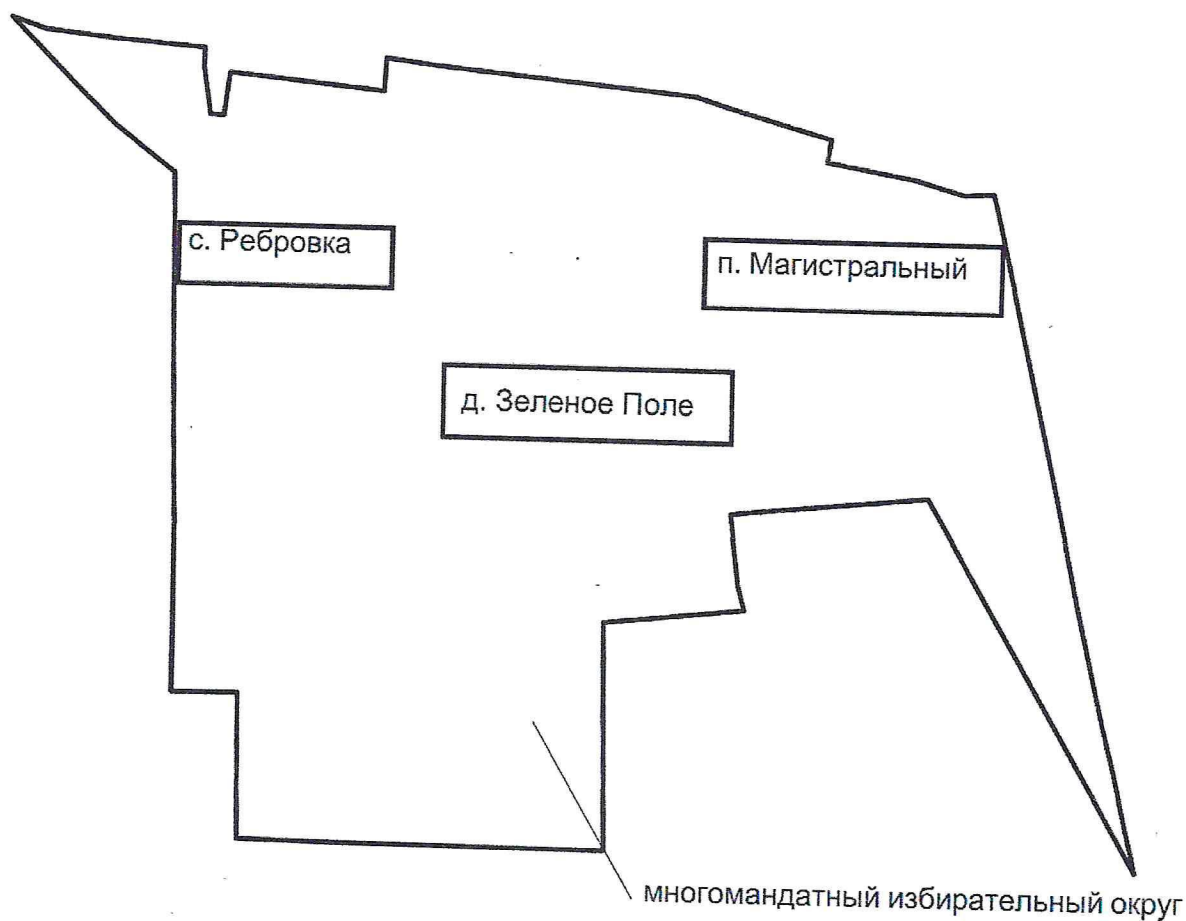 с. Ребровка
п. Магистральный
д. Зеленое Поле
многомандатный избирательный округ